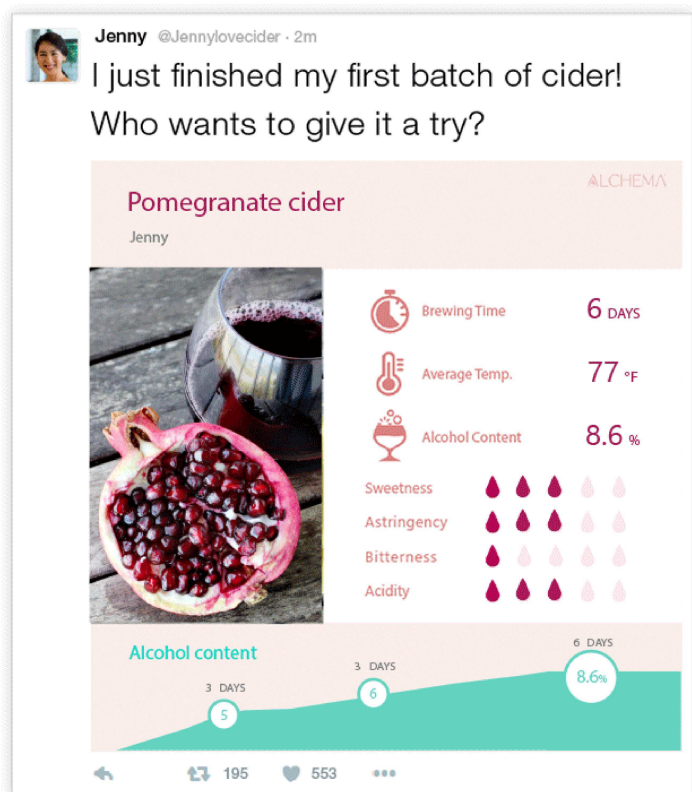 Jenny @Jennylovecider · 2m
I just finished my first batch of cider!
Who wants to give it a try?
ALCHEMA
Pomegranate cider
Jenny
Brewing Time 6 DAYS
Average Temp. 77 °F
Alcohol Content 8.6 %
Sweetness
Astringency
Bitterness
Acidity
Alcohol content
3 DAYS
5
3 DAYS
6
6 DAYS
8.6%
195 553